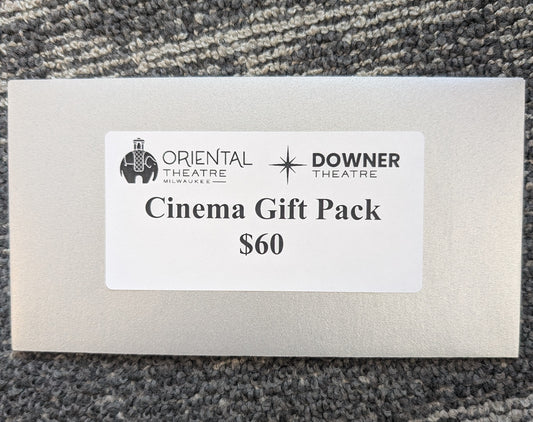 ORIENTAL
THEATRE
MILWAUKEE
DOWNER
THEATRE
Cinema Gift Pack
$60